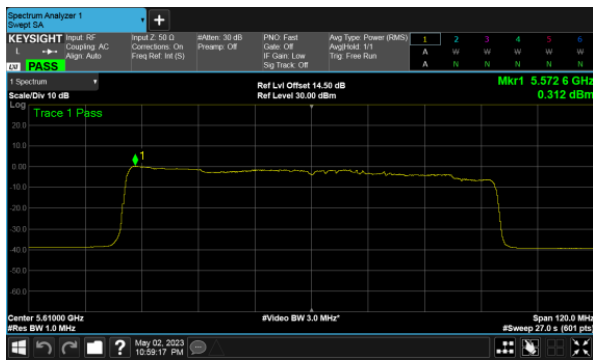 Spectrum Analyzer 1
Swept SA
KEYSIGHT Input: RF Input Z: 50 Ω #Atten: 30 dB PNO: Fast Avg Type: Power (RMS) 1 2 3 4 5 6
L Coupling: AC Corrections: On Preamp: Off Gate: Off Avg|Hold: 1/1 A W W W W W
Align: Auto Freq Ref: Int (S) IF Gain: Low Trig: Free Run
LXI PASS Sig Track: Off A N N N N N
1 Spectrum Ref Lvl Offset 14.50 dB Mkr1 5.572 6 GHz
Scale/Div 10 dB Ref Level 30.00 dBm 0.312 dBm
Log
Trace 1 Pass
20.0
10.0
1
0.00
-10.0
-20.0
-30.0
-40.0
-50.0
-60.0
Center 5.61000 GHz #Video BW 3.0 MHz* Span 120.0 MHz
#Res BW 1.0 MHz #Sweep 27.0 s (601 pts)
? May 02, 2023
10:59:17 PM